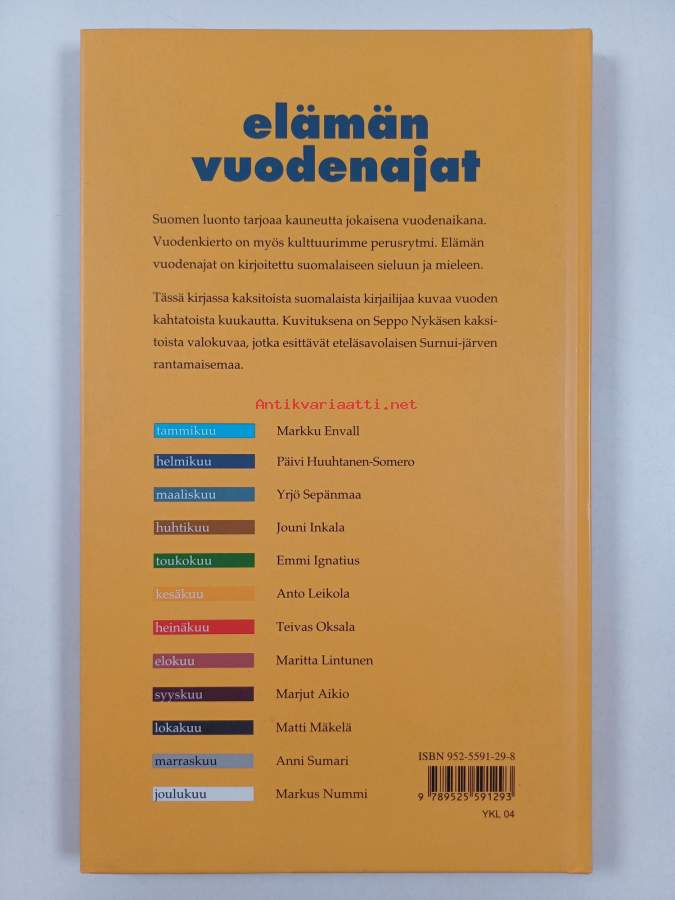 elämän
vuodenajat
Suomen luonto tarjoaa kauneutta jokaisena vuodenaikana.
Vuodenkierto on myös kulttuurimme perusrytmi. Elämän
vuodenajat on kirjoitettu suomalaiseen sieluun ja mieleen.
Tässä kirjassa kaksitoista suomalaista kirjailijaa kuvaa vuoden
kahtatoista kuukautta. Kuvituksena on Seppo Nykäsen kaksi-
toista valokuvaa, jotka esittävät eteläsavolaisen Surnui-järven
rantamaisemaa.
Antikvariaatti.net
tammikuu Markku Envall
helmikuu Päivi Huuhtanen-Somero
maaliskuu Yrjö Sepänmaa
huhtikuu Jouni Inkala
toukokuu Emmi Ignatius
kesäkuu Anto Leikola
heinäkuu Teivas Oksala
elokuu Maritta Lintunen
syyskuu Marjut Aikio
lokakuu Matti Mäkelä
marraskuu Anni Sumari
joulukuu Markus Nummi
ISBN 952-5591-29-8
9 789525 591293
YKL 04